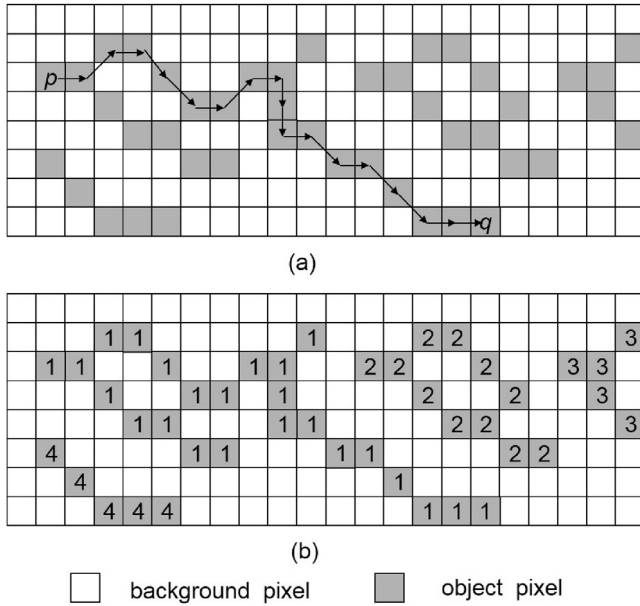 p
q
(a)
1 1 1 2 2 3
1 1 1 1 1 2 2 2 3 3
1 1 1 1 2 2 3
1 1 1 1 2 2 3
4 1 1 1 1 2 2
4 1
4 4 4 1 1 1
(b)
background pixel object pixel